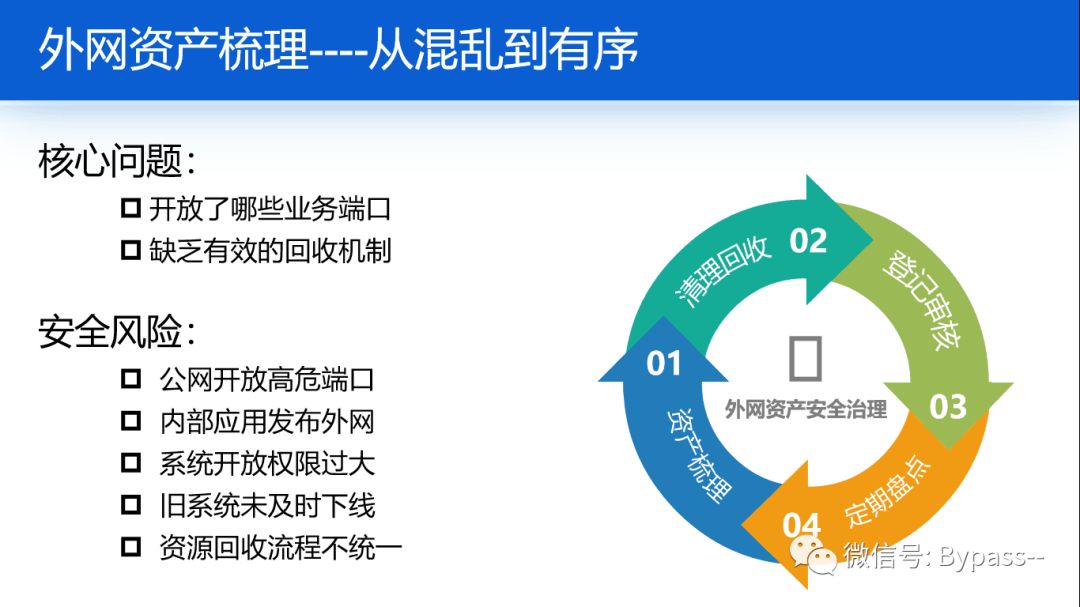 外网资产梳理----从混乱到有序
核心问题：
开放了哪些业务端口
缺乏有效的回收机制
安全风险：
公网开放高危端口
内部应用发布外网
系统开放权限过大
旧系统未及时下线
资源回收流程不统一
01
资产梳理
02
清理回收
03
登记审核
04
定期盘点
外网资产安全治理
微信号: Bypass--